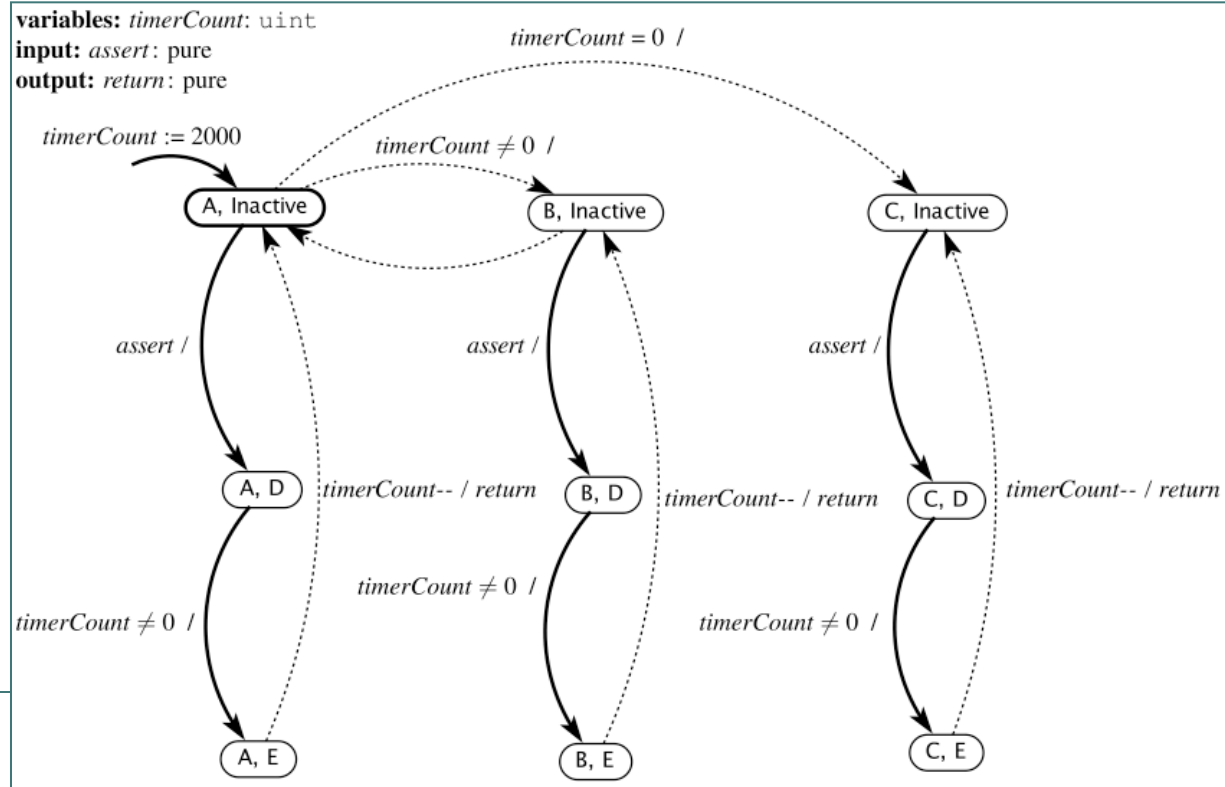 variables: timerCount: uint
input: assert: pure
output: return: pure
timerCount = 0 /
timerCount := 2000
timerCount ≠ 0 /
A, Inactive
B, Inactive
C, Inactive
assert /
assert /
assert /
A, D
B, D
C, D
timerCount-- / return
timerCount-- / return
timerCount-- / return
timerCount ≠ 0 /
timerCount ≠ 0 /
timerCount ≠ 0 /
A, E
B, E
C, E